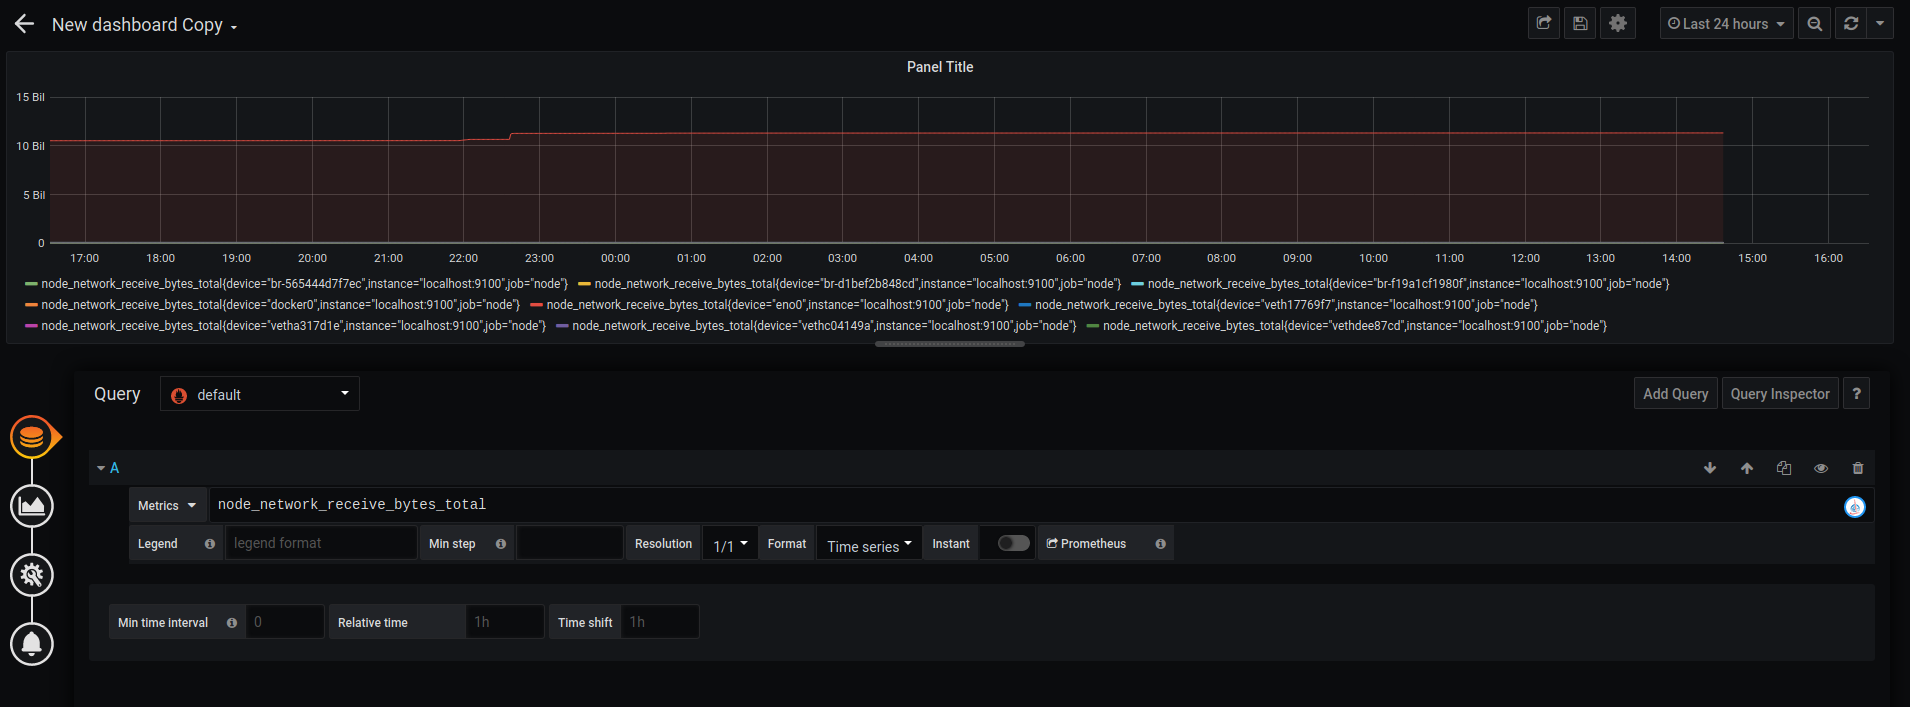 New dashboard Copy
Last 24 hours
Panel Title
15 Bil
10 Bil
5 Bil
0
17:00 18:00 19:00 20:00 21:00 22:00 23:00 00:00 01:00 02:00 03:00 04:00 05:00 06:00 07:00 08:00 09:00 10:00 11:00 12:00 13:00 14:00 15:00 16:00
node_network_receive_bytes_total{device="br-565444d7f7ec",instance="localhost:9100",job="node"} node_network_receive_bytes_total{device="br-d1bef2b848cd",instance="localhost:9100",job="node"} node_network_receive_bytes_total{device="br-f19a1cf1980f",instance="localhost:9100",job="node"}
node_network_receive_bytes_total{device="docker0",instance="localhost:9100",job="node"} node_network_receive_bytes_total{device="eno0",instance="localhost:9100",job="node"} node_network_receive_bytes_total{device="veth17769f7",instance="localhost:9100",job="node"}
node_network_receive_bytes_total{device="vetha317d1e",instance="localhost:9100",job="node"} node_network_receive_bytes_total{device="vethc04149a",instance="localhost:9100",job="node"} node_network_receive_bytes_total{device="vethdee87cd",instance="localhost:9100",job="node"}
Query default Add Query Query Inspector ?
A
Metrics node_network_receive_bytes_total
Legend legend format Min step Resolution 1/1 Format Time series Instant Prometheus
Min time interval 0 Relative time 1h Time shift 1h